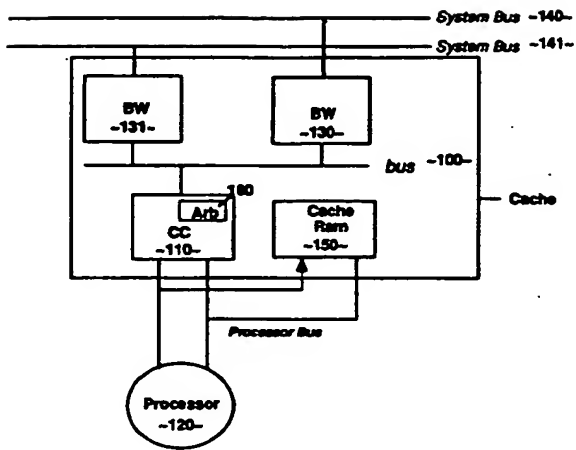 System Bus ~140~
System Bus ~141~
BW
~131~
BW
~130~
bus ~100~
160
Arb
CC
~110~
Cache
Ram
~150~
Cache
Processor Bus
Processor
~120~